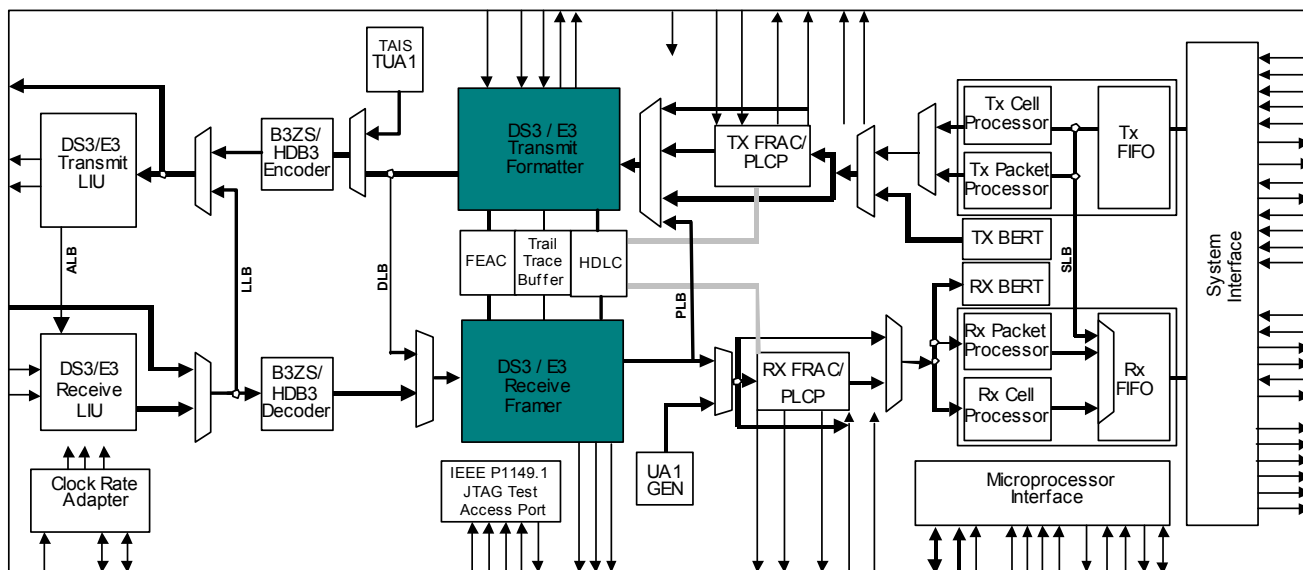 TAIS
TUA1
DS3/E3
Transmit
LIU
B3ZS/
HDB3
Encoder
DS3 / E3
Transmit
Formatter
TX FRAC/
PLCP
Tx Cell
Processor
Tx Packet
Processor
Tx
FIFO
TX BERT
RX BERT
System
Interface
ALB
LLB
DLB
FEAC
Trail
Trace
Buffer
HDLC
PLB
SLB
DS3/E3
Receive
LIU
B3ZS/
HDB3
Decoder
DS3 / E3
Receive
Framer
RX FRAC/
PLCP
Rx Packet
Processor
Rx Cell
Processor
Rx
FIFO
Clock Rate
Adapter
IEEE P1149.1
JTAG Test
Access Port
UA1
GEN
Microprocessor
Interface